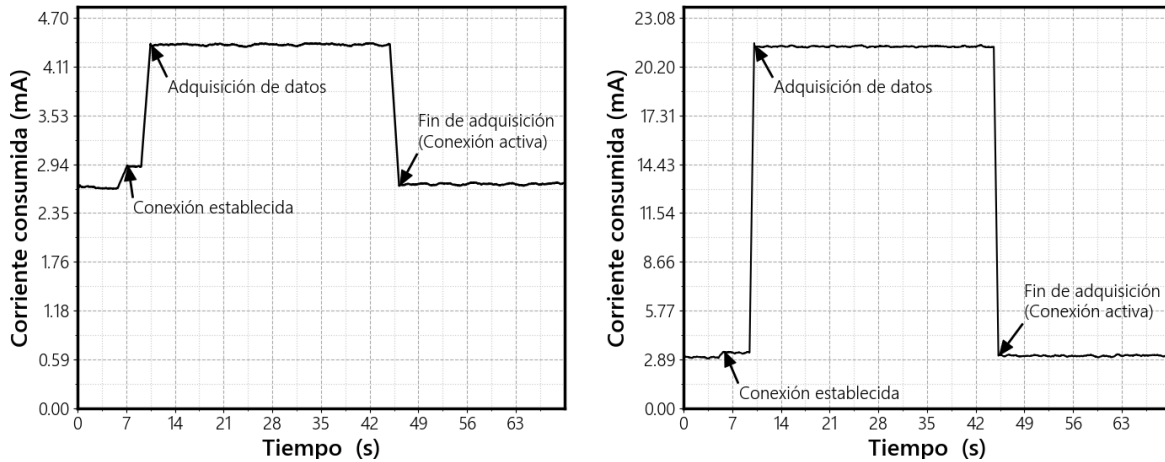 4.70
4.11
3.53
2.94
2.35
1.76
1.18
0.59
0.00
Corriente consumida (mA)
Adquisición de datos
Fin de adquisición
(Conexión activa)
Conexión establecida
0 7 14 21 28 35 42 49 56 63
Tiempo (s)
23.08
20.20
17.31
14.43
11.54
8.66
5.77
2.89
0.00
Corriente consumida (mA)
Adquisición de datos
Fin de adquisición
(Conexión activa)
Conexión establecida
0 7 14 21 28 35 42 49 56 63
Tiempo (s)